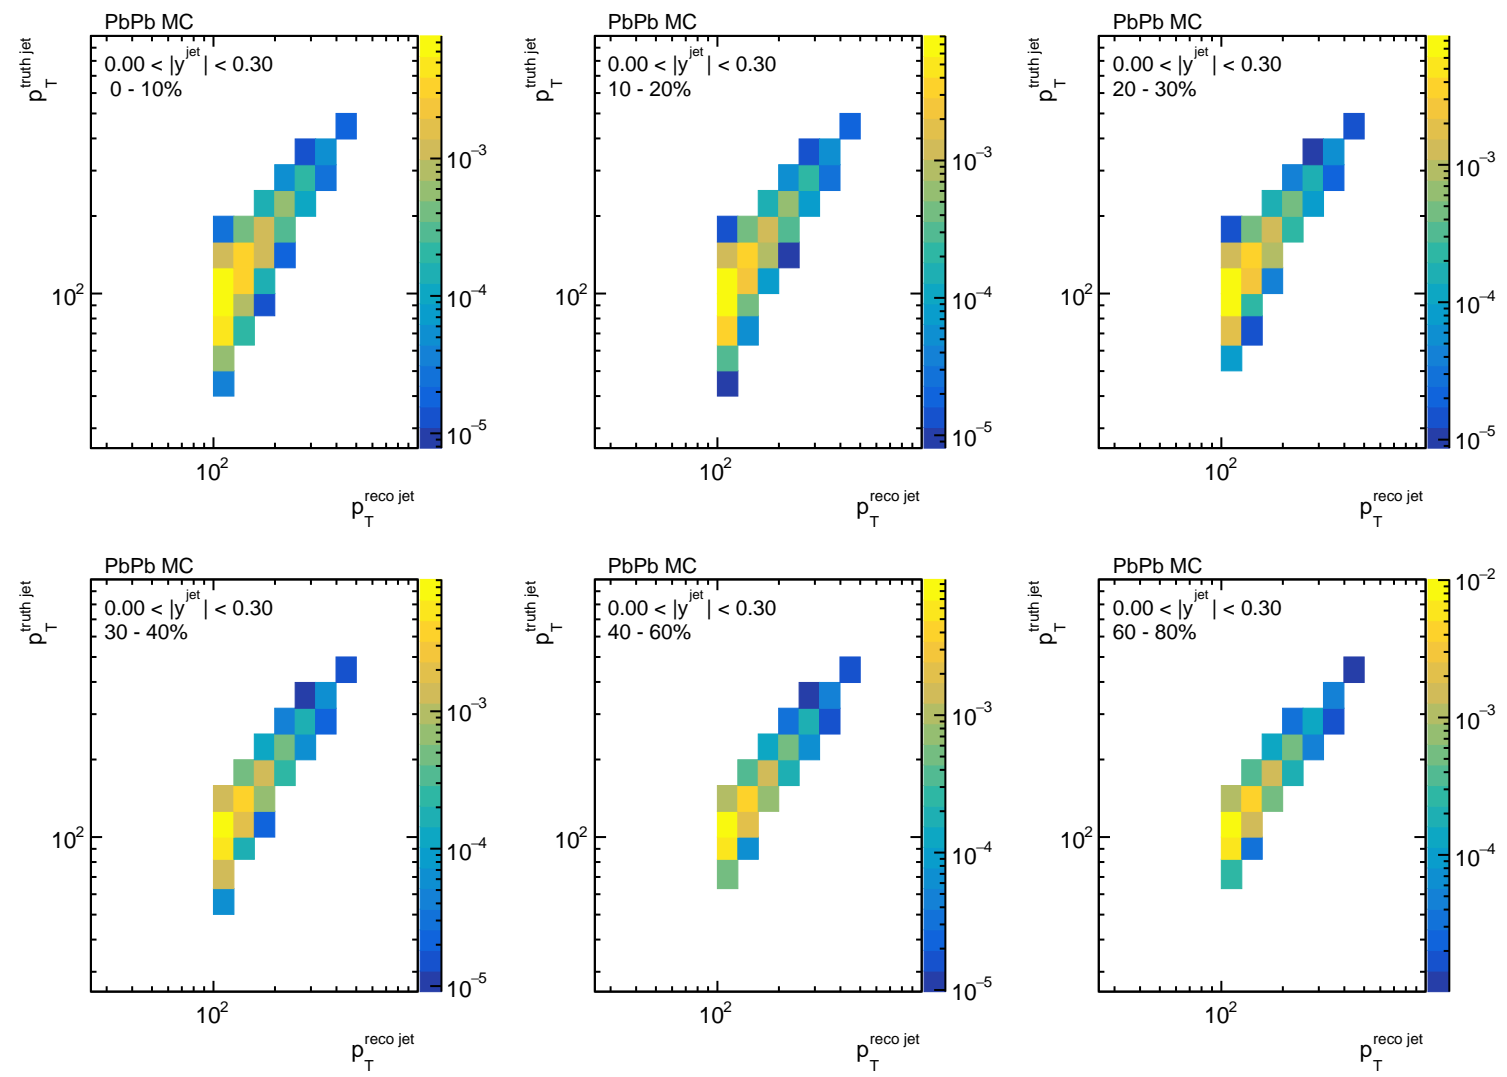 PbPb MC
0.00 < |y^jet| < 0.30
0 - 10%
p_T^truth jet
10^2
10^2
p_T^reco jet
10^−3
10^−4
10^−5
PbPb MC
0.00 < |y^jet| < 0.30
10 - 20%
p_T^truth jet
10^2
10^2
p_T^reco jet
10^−3
10^−4
10^−5
PbPb MC
0.00 < |y^jet| < 0.30
20 - 30%
p_T^truth jet
10^2
10^2
p_T^reco jet
10^−3
10^−4
10^−5
PbPb MC
0.00 < |y^jet| < 0.30
30 - 40%
p_T^truth jet
10^2
10^2
p_T^reco jet
10^−3
10^−4
10^−5
PbPb MC
0.00 < |y^jet| < 0.30
40 - 60%
p_T^truth jet
10^2
10^2
p_T^reco jet
10^−3
10^−4
10^−5
PbPb MC
0.00 < |y^jet| < 0.30
60 - 80%
p_T^truth jet
10^2
10^2
p_T^reco jet
10^−2
10^−3
10^−4